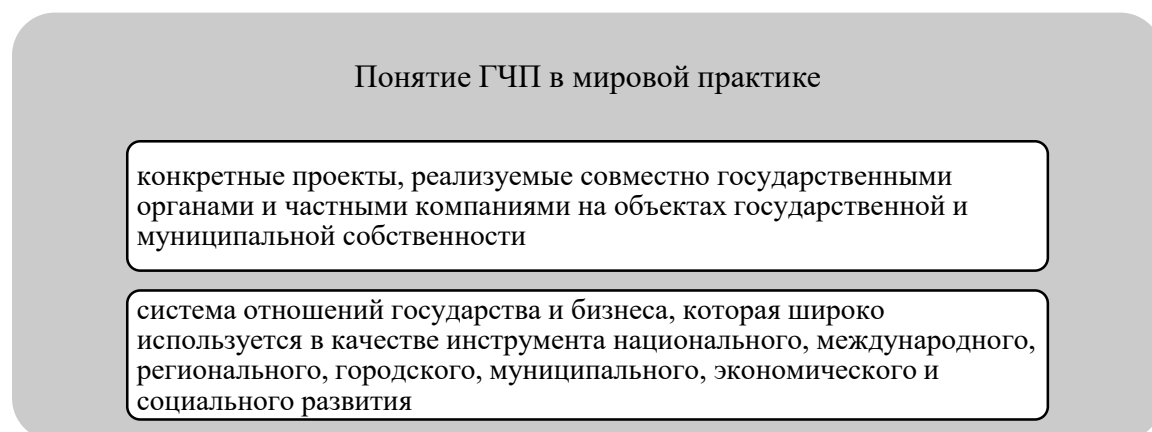 Понятие ГЧП в мировой практике
конкретные проекты, реализуемые совместно государственными
органами и частными компаниями на объектах государственной и
муниципальной собственности
система отношений государства и бизнеса, которая широко
используется в качестве инструмента национального, международного,
регионального, городского, муниципального, экономического и
социального развития